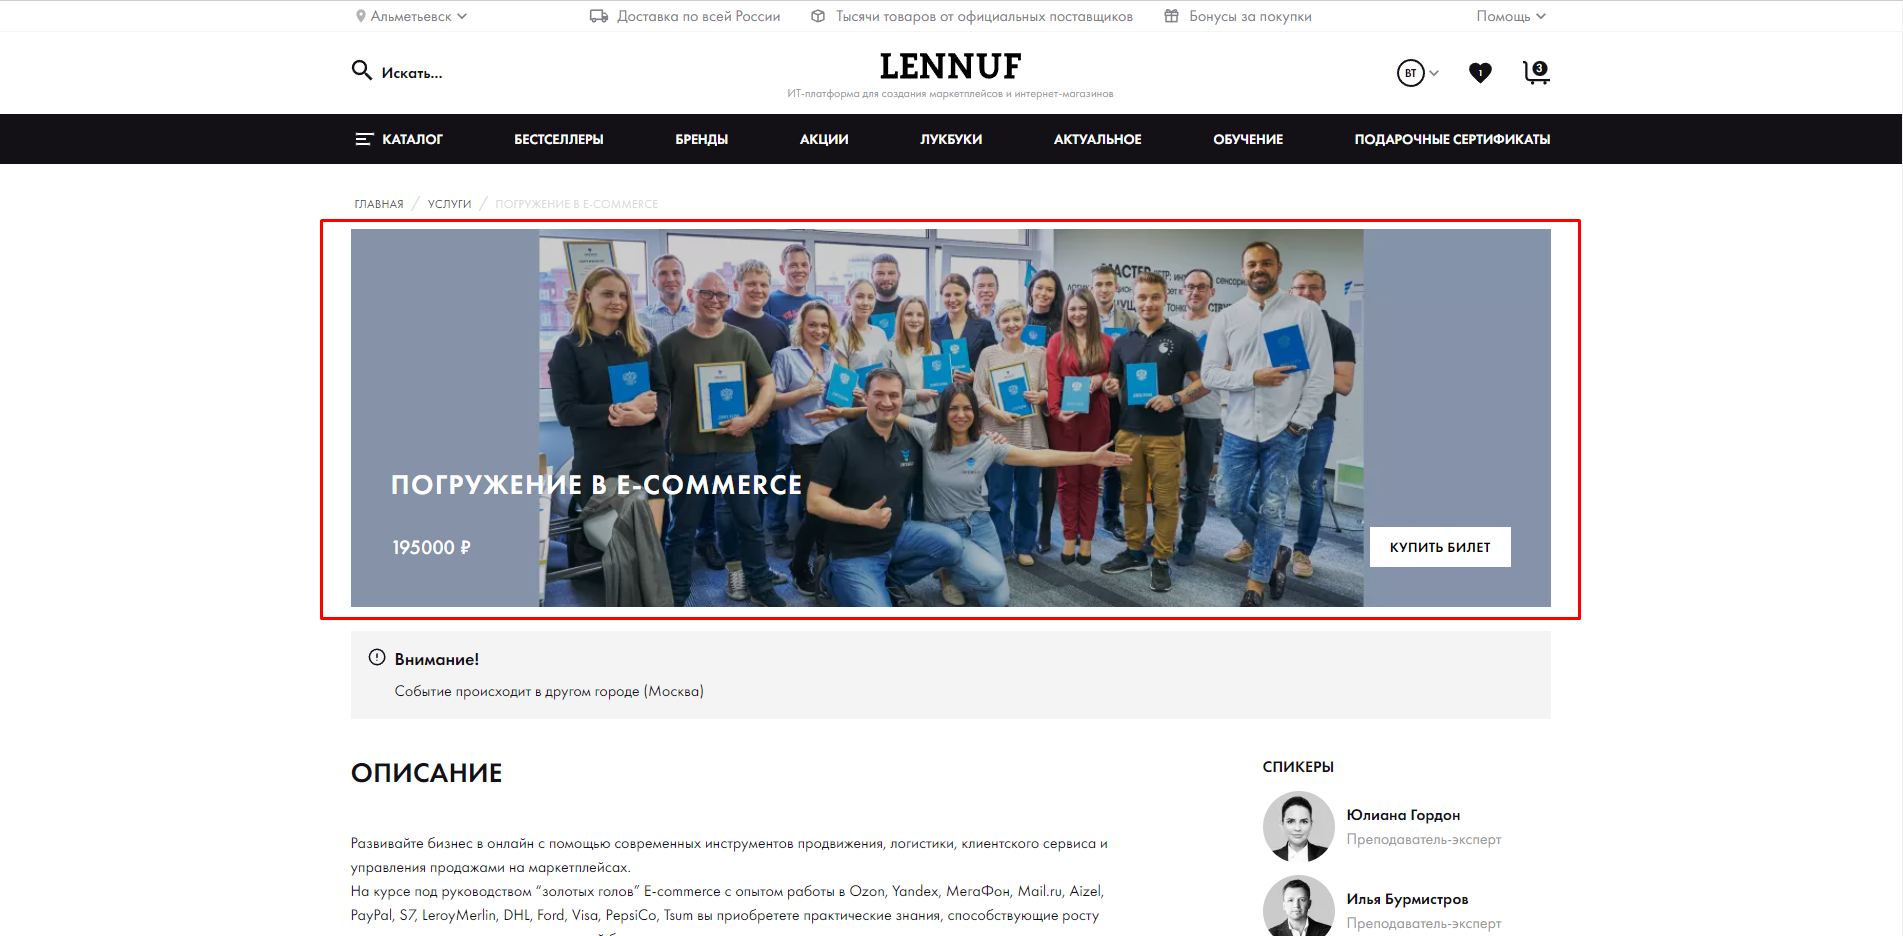 Альметьевск
Доставка по всей России
Тысячи товаров от официальных поставщиков
Бонусы за покупки
Помощь
Искать...
LENNUF
ИТ-платформа для создания маркетплейсов и интернет-магазинов
ВТ
1
3
КАТАЛОГ
БЕСТСЕЛЛЕРЫ
БРЕНДЫ
АКЦИИ
ЛУКБУКИ
АКТУАЛЬНОЕ
ОБУЧЕНИЕ
ПОДАРОЧНЫЕ СЕРТИФИКАТЫ
ГЛАВНАЯ / УСЛУГИ / ПОГРУЖЕНИЕ В E-COMMERCE
ПОГРУЖЕНИЕ В E-COMMERCE
195000 ₽
КУПИТЬ БИЛЕТ
Внимание!
Событие происходит в другом городе (Москва)
ОПИСАНИЕ
Развивайте бизнес в онлайн с помощью современных инструментов продвижения, логистики, клиентского сервиса и
управления продажами на маркетплейсах.
На курсе под руководством “золотых голов” E-commerce с опытом работы в Ozon, Yandex, МегаФон, Mail.ru, Aizel,
PayPal, S7, LeroyMerlin, DHL, Ford, Visa, PepsiCo, Tsum вы приобретете практические знания, способствующие росту
СПИКЕРЫ
Юлиана Гордон
Преподаватель-эксперт
Илья Бурмистров
Преподаватель-эксперт